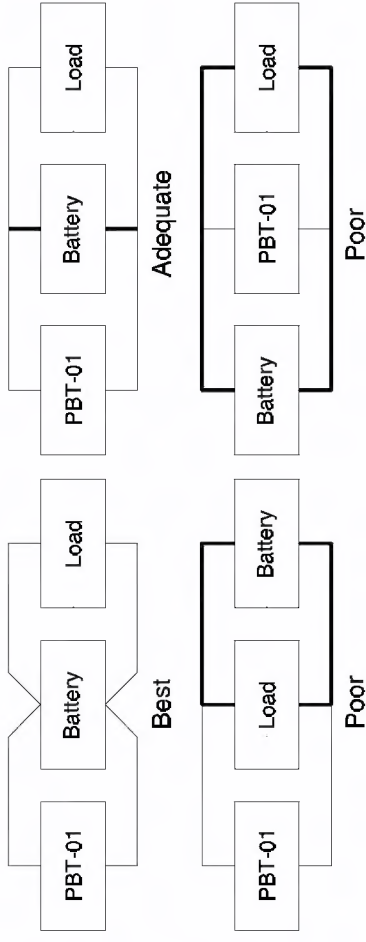 PBT-01 Battery Load
Best
PBT-01 Battery Load
Adequate
PBT-01 Load Battery
Poor
Battery PBT-01 Load
Poor